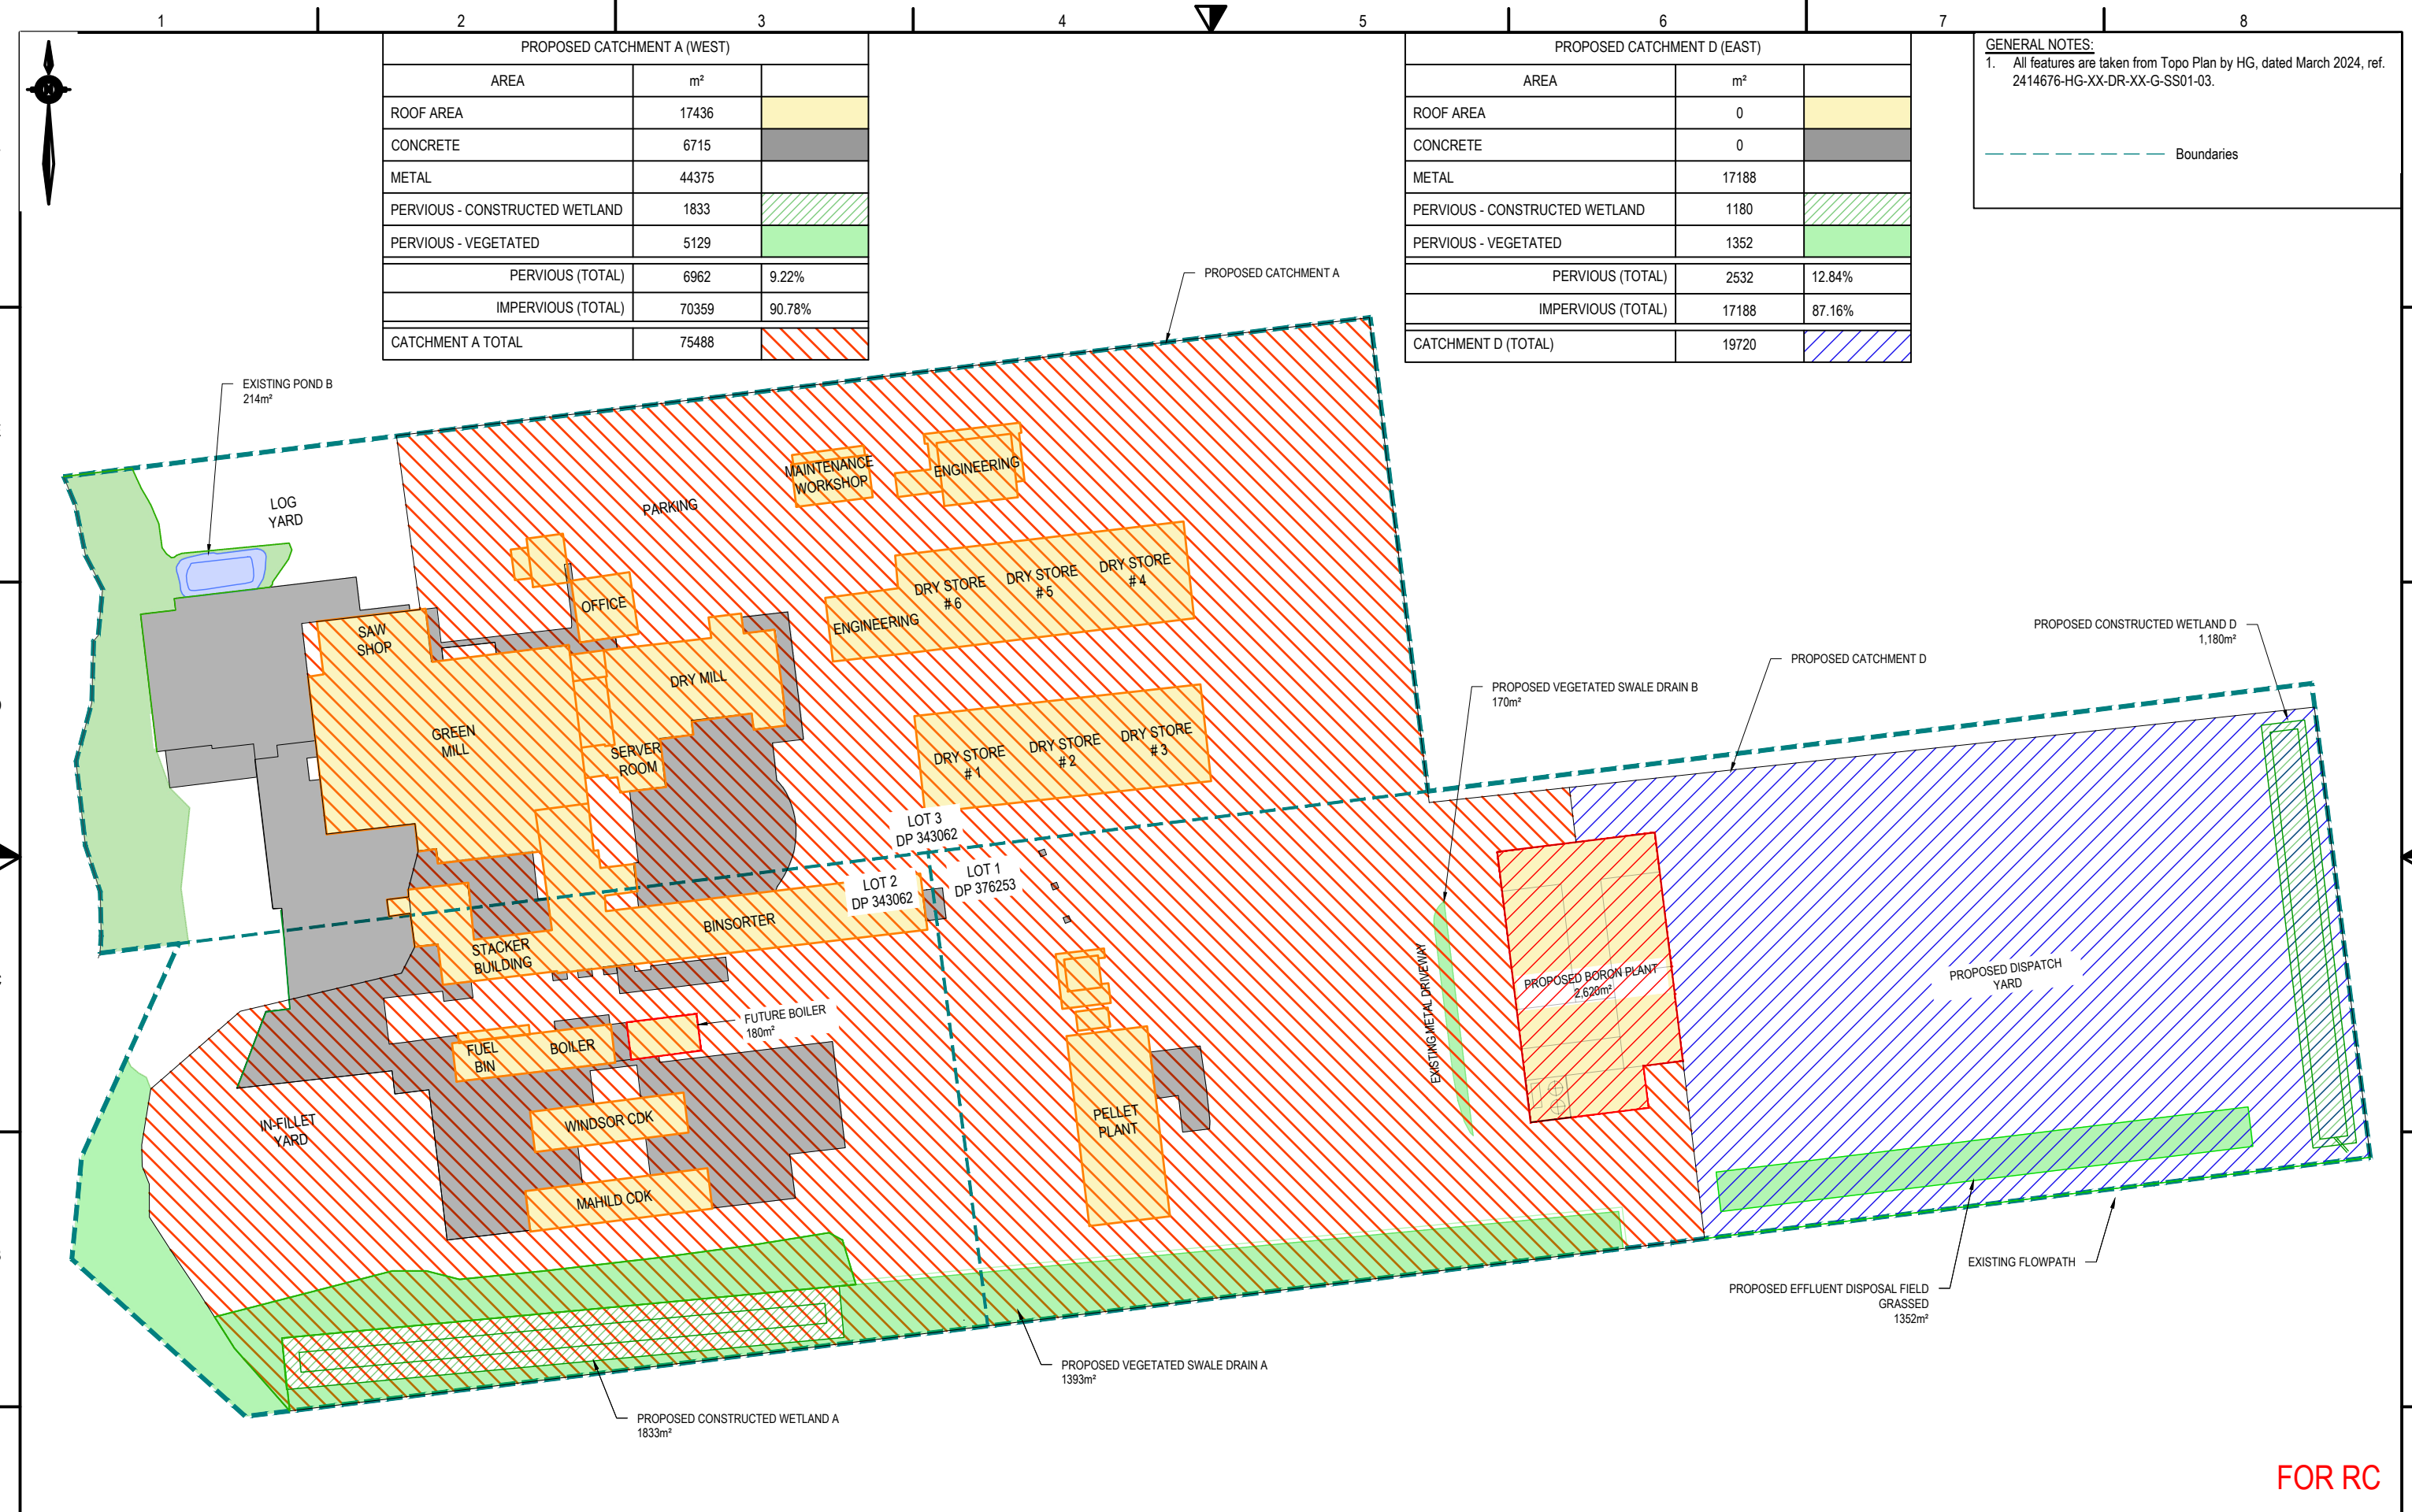 1 2 3 4 5 6 7 8
PROPOSED CATCHMENT A (WEST)
AREA m²
ROOF AREA 17436
CONCRETE 6715
METAL 44375
PERVIOUS - CONSTRUCTED WETLAND 1833
PERVIOUS - VEGETATED 5129
PERVIOUS (TOTAL) 6962 9.22%
IMPERVIOUS (TOTAL) 70359 90.78%
CATCHMENT A TOTAL 75488
PROPOSED CATCHMENT D (EAST)
AREA m²
ROOF AREA 0
CONCRETE 0
METAL 17188
PERVIOUS - CONSTRUCTED WETLAND 1180
PERVIOUS - VEGETATED 1352
PERVIOUS (TOTAL) 2532 12.84%
IMPERVIOUS (TOTAL) 17188 87.16%
CATCHMENT D (TOTAL) 19720
GENERAL NOTES:
1. All features are taken from Topo Plan by HG, dated March 2024, ref.
2414676-HG-XX-DR-XX-G-SS01-03.
Boundaries
PROPOSED CATCHMENT A
EXISTING POND B
214m²
LOG
YARD
PARKING
MAINTENANCE
WORKSHOP
ENGINEERING
DRY STORE
# 6
DRY STORE
# 5
DRY STORE
# 4
ENGINEERING
OFFICE
SAW
SHOP
DRY MILL
GREEN
MILL
SERVER
ROOM
DRY STORE
# 1
DRY STORE
# 2
DRY STORE
# 3
PROPOSED CONSTRUCTED WETLAND D
1,180m²
PROPOSED CATCHMENT D
PROPOSED VEGETATED SWALE DRAIN B
170m²
LOT 3
DP 343062
LOT 2
DP 343062
LOT 1
DP 376253
BINSORTER
STACKER
BUILDING
EXISTING METAL DRIVEWAY
PROPOSED BORON PLANT
2,620m²
PROPOSED DISPATCH
YARD
FUTURE BOILER
180m²
FUEL
BIN
BOILER
WINDSOR CDK
IN-FILLET
YARD
PELLET
PLANT
MAHILD CDK
EXISTING FLOWPATH
PROPOSED EFFLUENT DISPOSAL FIELD
GRASSED
1352m²
PROPOSED VEGETATED SWALE DRAIN A
1393m²
PROPOSED CONSTRUCTED WETLAND A
1833m²
FOR RC